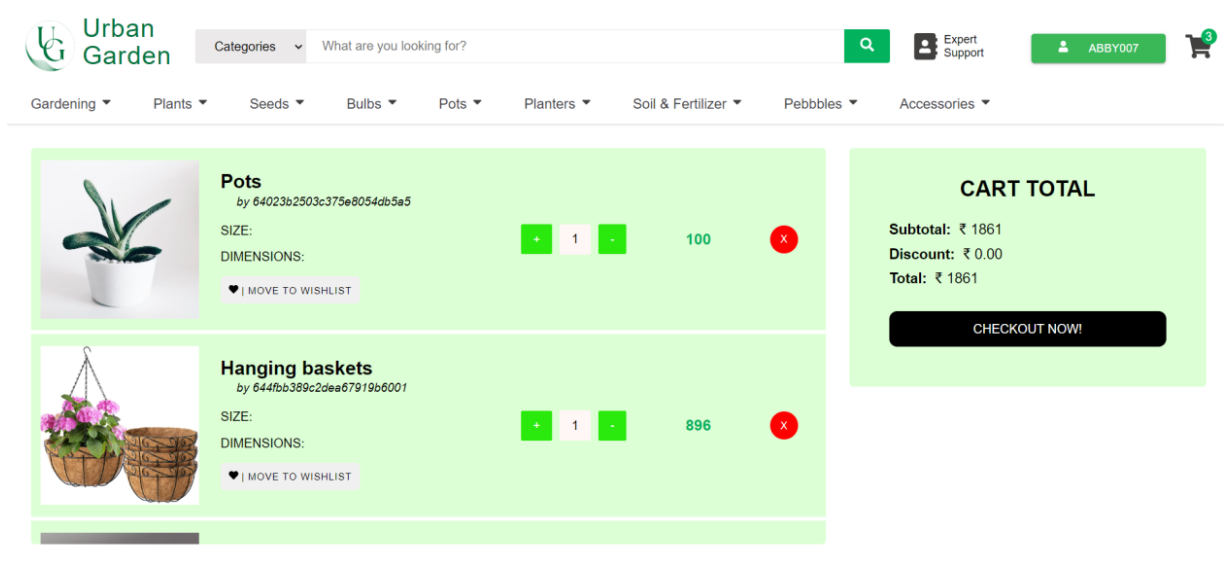 UG
Urban
Garden
Categories
What are you looking for?
Expert
Support
ABBY007
3
Gardening
Plants
Seeds
Bulbs
Pots
Planters
Soil & Fertilizer
Pebbbles
Accessories
Pots
by 64023b2503c375e8054db5a5
SIZE:
DIMENSIONS:
+ 1 - 100 X
| MOVE TO WISHLIST
Hanging baskets
by 644fbb389c2dea67919b6001
SIZE:
DIMENSIONS:
+ 1 - 896 X
| MOVE TO WISHLIST
CART TOTAL
Subtotal: ₹ 1861
Discount: ₹ 0.00
Total: ₹ 1861
CHECKOUT NOW!